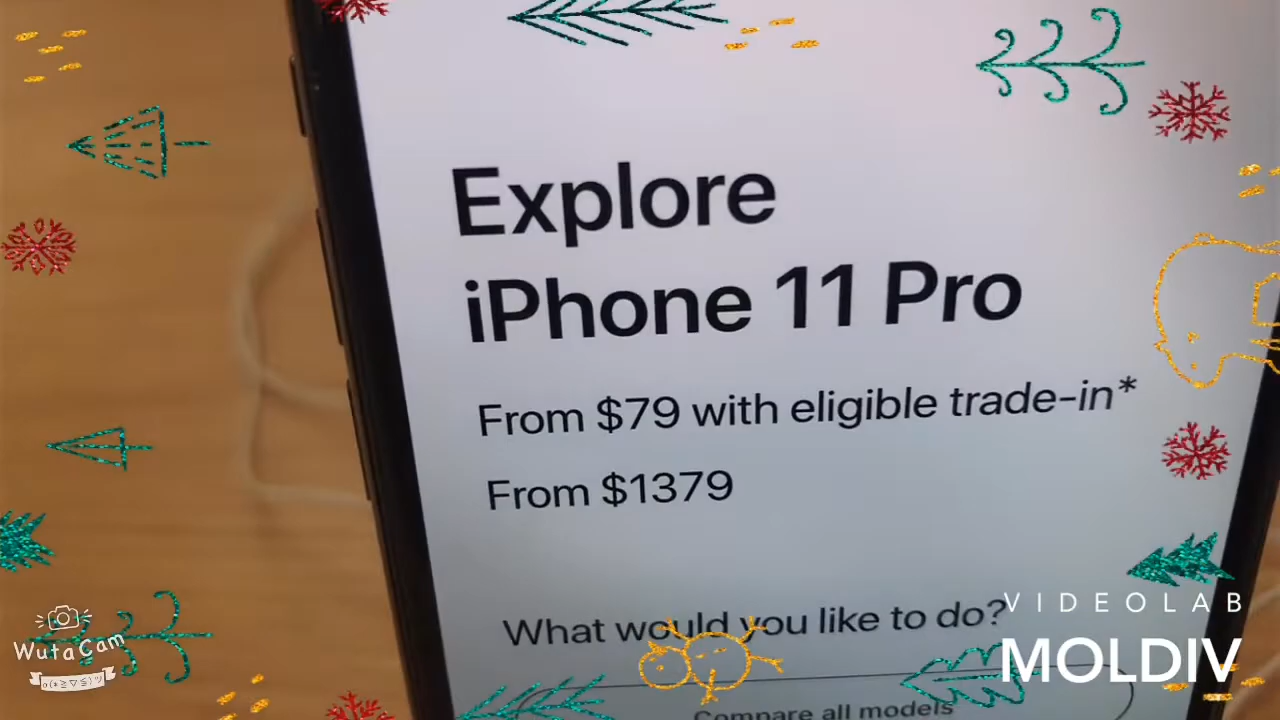 Explore
iPhone 11 Pro
From $79 with eligible trade-in*
From $1379
What would you like to do?
Compare all models
VIDEOLAB
MOLDIV
WutaCam